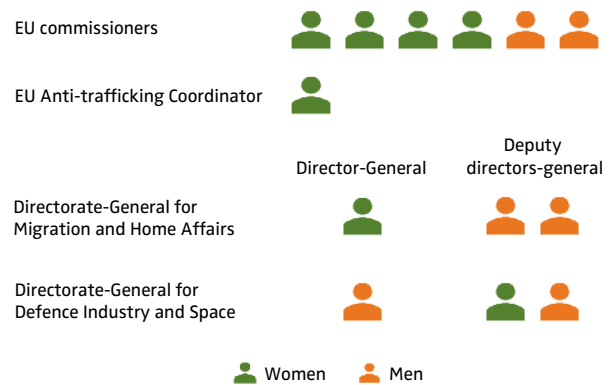 EU commissioners
EU Anti-trafficking Coordinator
Director-General
Deputy
directors-general
Directorate-General for
Migration and Home Affairs
Directorate-General for
Defence Industry and Space
Women
Men